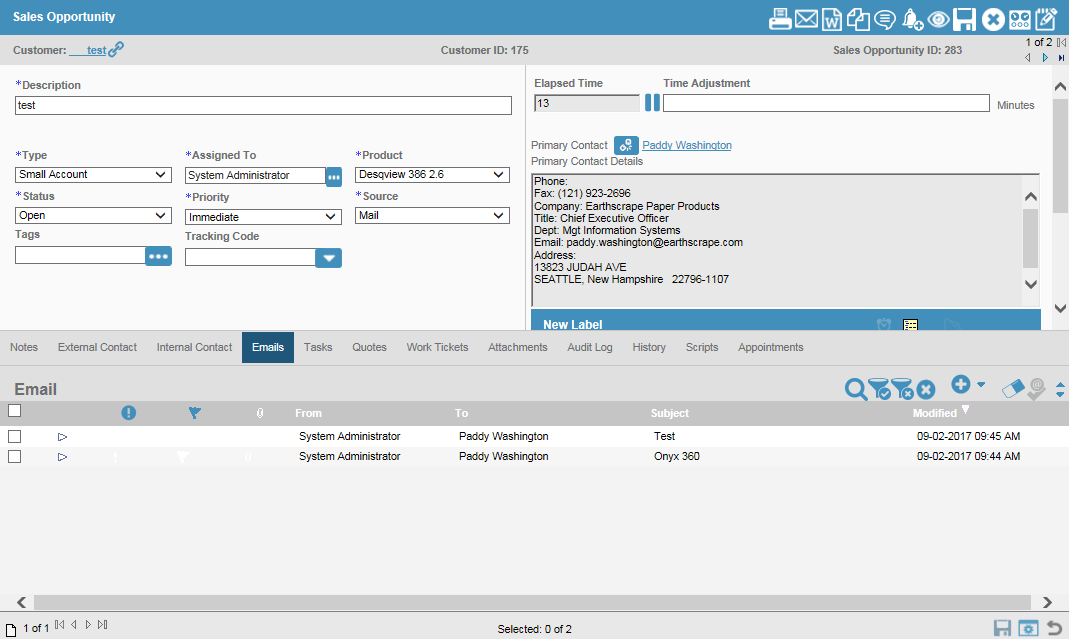 Sales Opportunity
Customer: test
Customer ID: 175
Sales Opportunity ID: 283
1 of 2
*Description
test
Elapsed Time
Time Adjustment
13
Minutes
*Type
*Assigned To
*Product
Small Account
System Administrator
Desqview 386 2.6
*Status
*Priority
*Source
Open
Immediate
Mail
Tags
Tracking Code
Primary Contact
Paddy Washington
Primary Contact Details
Phone:
Fax: (121) 923-2696
Company: Earthscrape Paper Products
Title: Chief Executive Officer
Dept: Mgt Information Systems
Email: paddy.washington@earthscrape.com
Address:
13823 JUDAH AVE
SEATTLE, New Hampshire 22796-1107
New Label
Notes External Contact Internal Contact Emails Tasks Quotes Work Tickets Attachments Audit Log History Scripts Appointments
Email
From To Subject Modified
System Administrator Paddy Washington Test 09-02-2017 09:45 AM
System Administrator Paddy Washington Onyx 360 09-02-2017 09:44 AM
1 of 1
Selected: 0 of 2